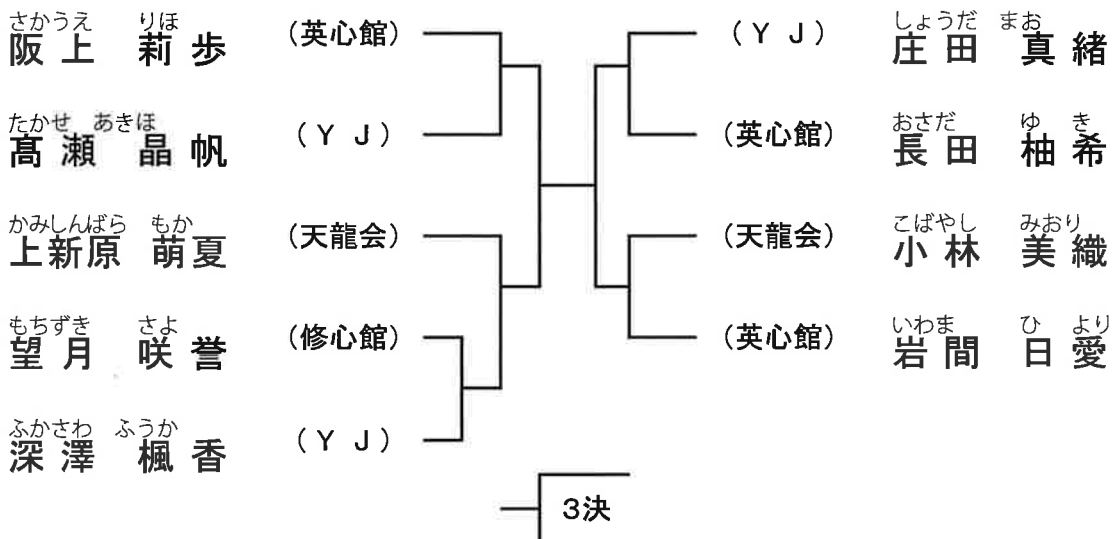 さかうえ りほ
阪上 莉歩 (英心館)
たかせ あきほ
髙瀬 晶帆 (YJ)
かみしんばら もか
上新原 萌夏 (天龍会)
もちずき さよ
望月 咲誉 (修心館)
ふかさわ ふうか
深澤 楓香 (YJ)
しょうだ まお
(YJ) 庄田 真緒
おさだ ゆき
(英心館) 長田 柚希
こばやし みおり
(天龍会) 小林 美織
いわま ひより
(英心館) 岩間 日愛
3決